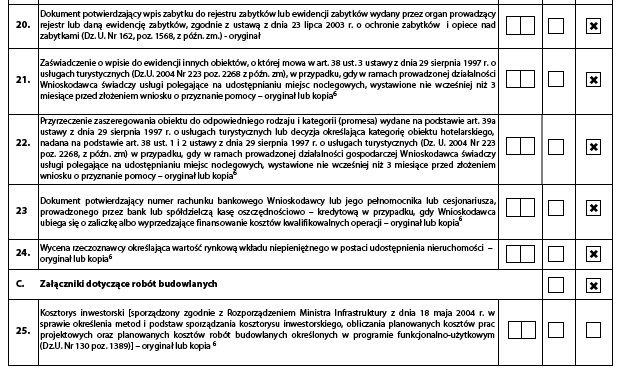 20. Dokument potwierdzający wpis zabytku do rejestru zabytków lub ewidencji zabytków wydany przez organ prowadzący
rejestr lub daną ewidencję zabytków, zgodnie z ustawą z dnia 23 lipca 2003 r. o ochronie zabytków i opiece nad
zabytkami (Dz. U. Nr 162, poz. 1568, z późn. zm.) - oryginał
21. Zaświadczenie o wpisie do ewidencji innych obiektów, o której mowa w art. 38 ust. 3 ustawy z dnia 29 sierpnia 1997 r. o
usługach turystycznych (Dz.U. 2004 Nr 223 poz. 2268 z późn. zm), w przypadku, gdy w ramach prowadzonej działalności
Wnioskodawca świadczy usługi polegające na udostępnianiu miejsc noclegowych, wystawione nie wcześniej niż 3
miesiące przed złożeniem wniosku o przyznanie pomocy – oryginał lub kopia6
22. Przyrzeczenie zaszeregowania obiektu do odpowiedniego rodzaju i kategorii (promesa) wydane na podstawie art. 39a
ustawy z dnia 29 sierpnia 1997 r. o usługach turystycznych lub decyzja określająca kategorię obiektu hotelarskiego,
nadana na podstawie art. 38 ust. 1 i 2 ustawy z dnia 29 sierpnia 1997 r. o usługach turystycznych (Dz. U. 2004 Nr 223
poz. 2268, z późn. zm) w przypadku, gdy w ramach prowadzonej działalności gospodarczej Wnioskodawca świadczy
usługi polegające na udostępnianiu miejsc noclegowych, wystawione nie wcześniej niż 3 miesiące przed złożeniem
wniosku o przyznanie pomocy – oryginał lub kopia6
23 Dokument potwierdzający numer rachunku bankowego Wnioskodawcy lub jego pełnomocnika lub cesjonariusza,
prowadzonego przez bank lub spółdzielczą kasę oszczędnościowo – kredytową w przypadku, gdy Wnioskodawca
ubiega się o zaliczkę albo wyprzedzające finansowanie kosztów kwalifikowalnych operacji – oryginał lub kopia6
24. Wycena rzeczoznawcy określająca wartość rynkową wkładu niepieniężnego w postaci udostępnienia nieruchomości –
oryginał lub kopia6
C. Załączniki dotyczące robót budowlanych
25. Kosztorys inwestorski [sporządzony zgodnie z Rozporządzeniem Ministra Infrastruktury z dnia 18 maja 2004 r. w
sprawie określenia metod i podstaw sporządzania kosztorysu inwestorskiego, obliczania planowanych kosztów prac
projektowych oraz planowanych kosztów robót budowlanych określonych w programie funkcjonalno-użytkowym
(Dz.U. Nr 130 poz. 1389)] – oryginał lub kopia 6